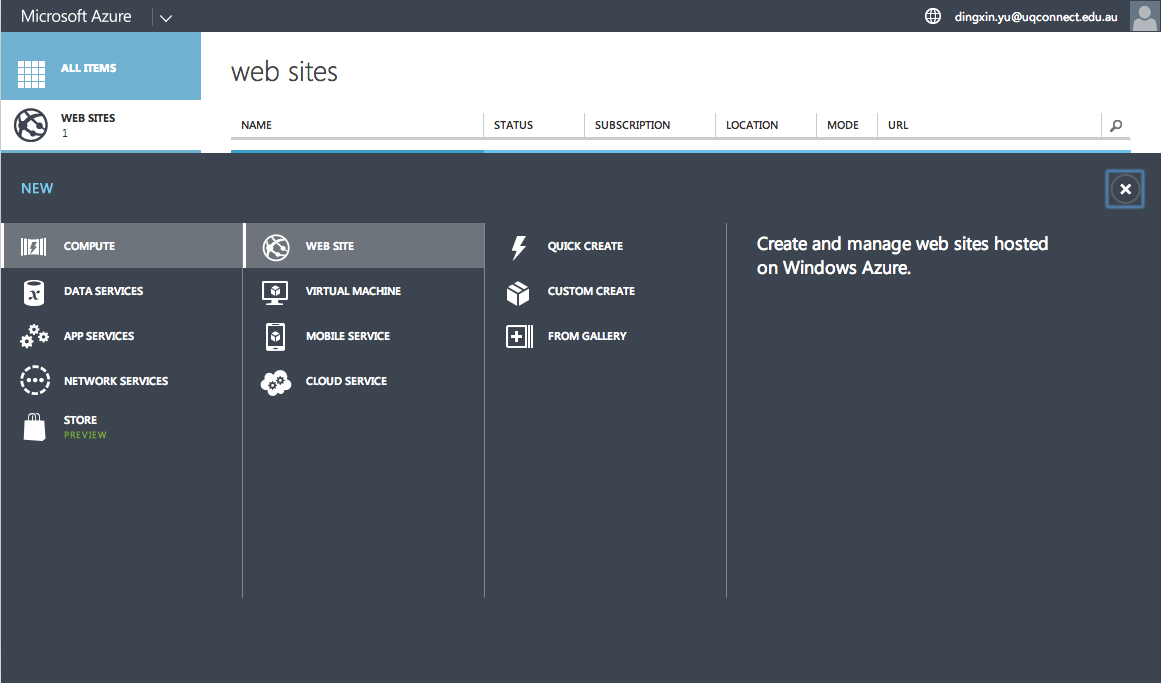 Microsoft Azure
dingxin.yu@uqconnect.edu.au
ALL ITEMS
WEB SITES
1
web sites
NAME STATUS SUBSCRIPTION LOCATION MODE URL
NEW
COMPUTE
DATA SERVICES
APP SERVICES
NETWORK SERVICES
STORE
PREVIEW
WEB SITE
VIRTUAL MACHINE
MOBILE SERVICE
CLOUD SERVICE
QUICK CREATE
CUSTOM CREATE
FROM GALLERY
Create and manage web sites hosted
on Windows Azure.